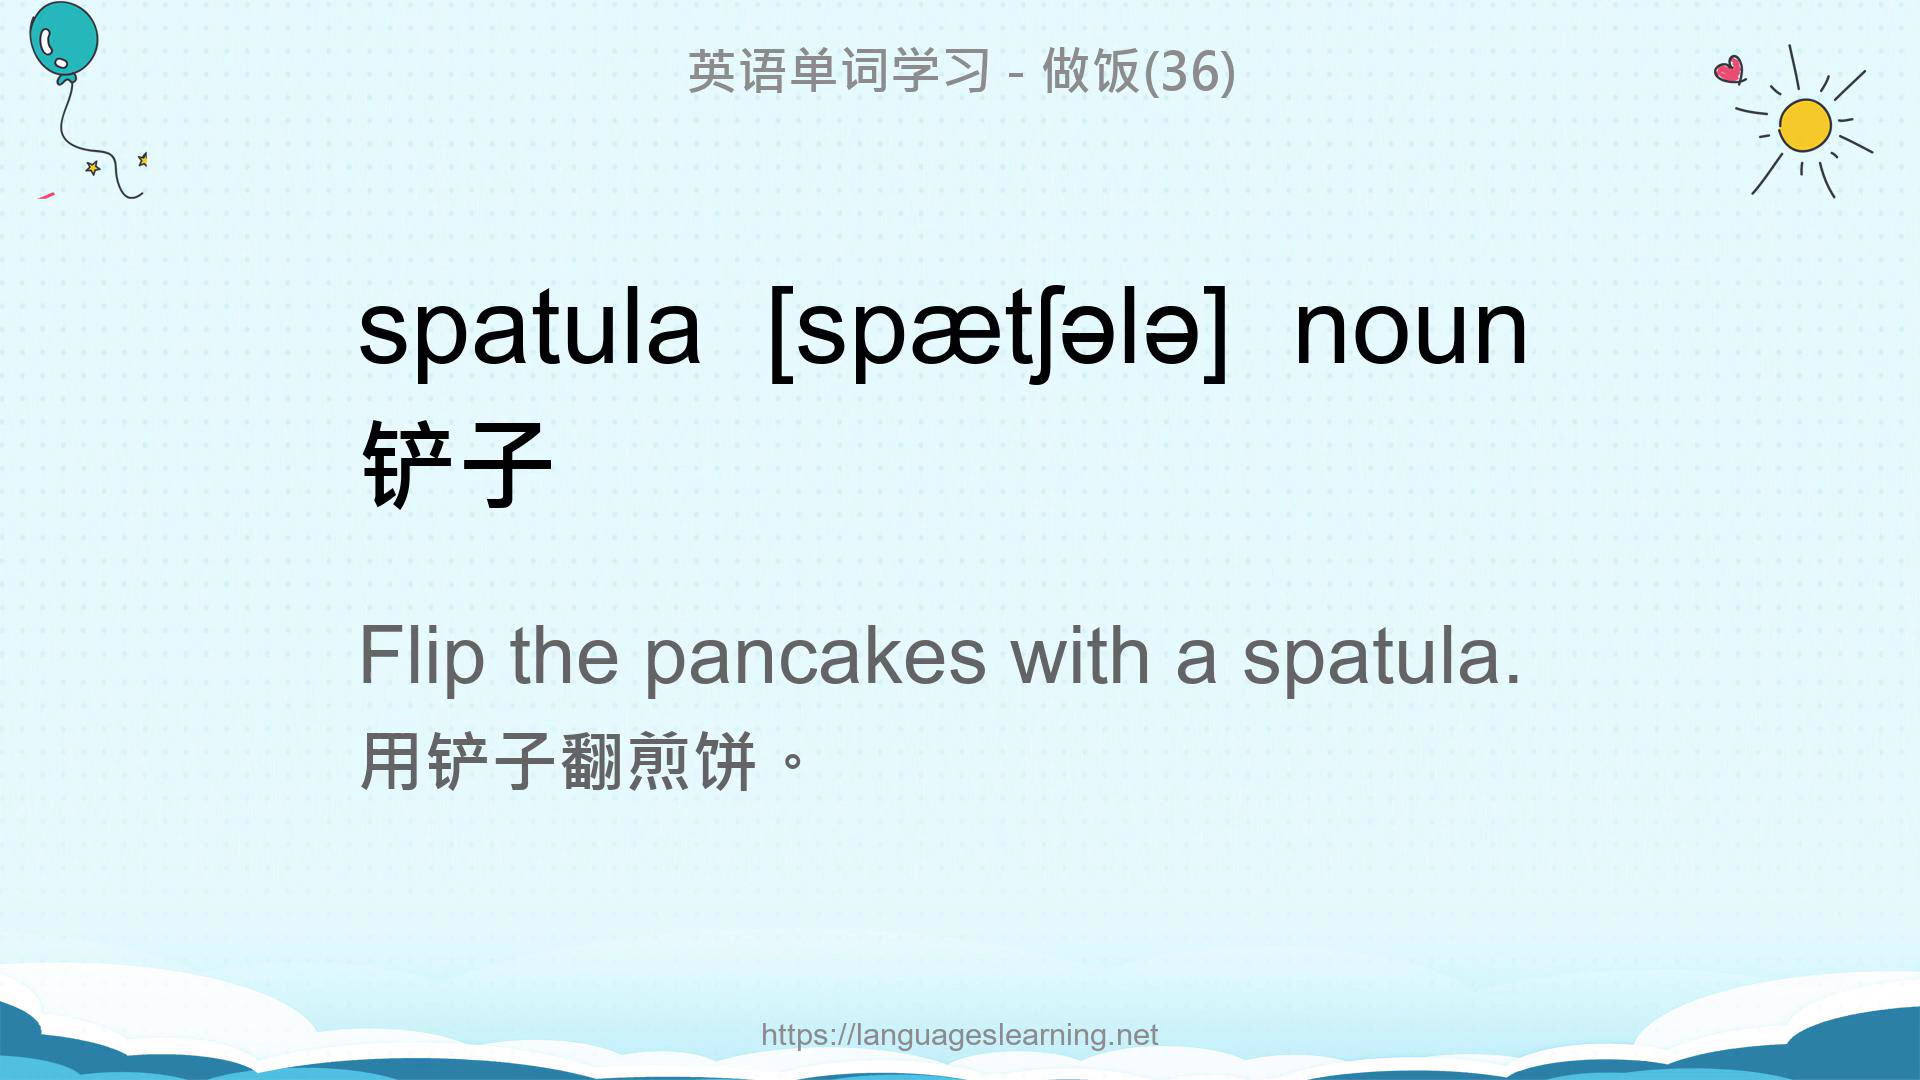 英语单词学习 - 做饭(36)
spatula [spætʃələ] noun
铲子
Flip the pancakes with a spatula.
用铲子翻煎饼。
https://languageslearning.net